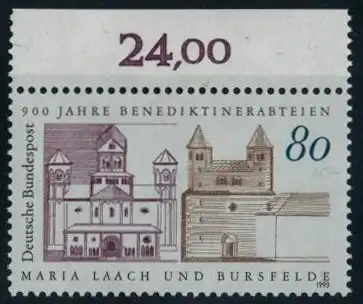 24,00
900 JAHRE BENEDIKTINERABTEIEN
80
Deutsche Bundespost
MARIA LAACH UND BURSFELDE
1993